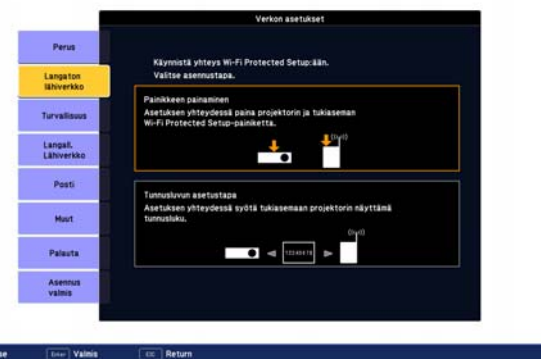 Verkon asetukset
Perus
Langaton
lähiverkko
Turvallisuus
Langall.
Lähiverkko
Posti
Muut
Palauta
Asennus
valmis
Käynnistä yhteys Wi-Fi Protected Setup:ään.
Valitse asennustapa.
Painikkeen painaminen
Asetuksen yhteydessä paina projektorin ja tukiaseman
Wi-Fi Protected Setup-painiketta.
Tunnusluvun asetustapa
Asetuksen yhteydessä syötä tukiasemaan projektorin näyttämä
tunnusluku.
12345678
Enter Valmis
ESC Return